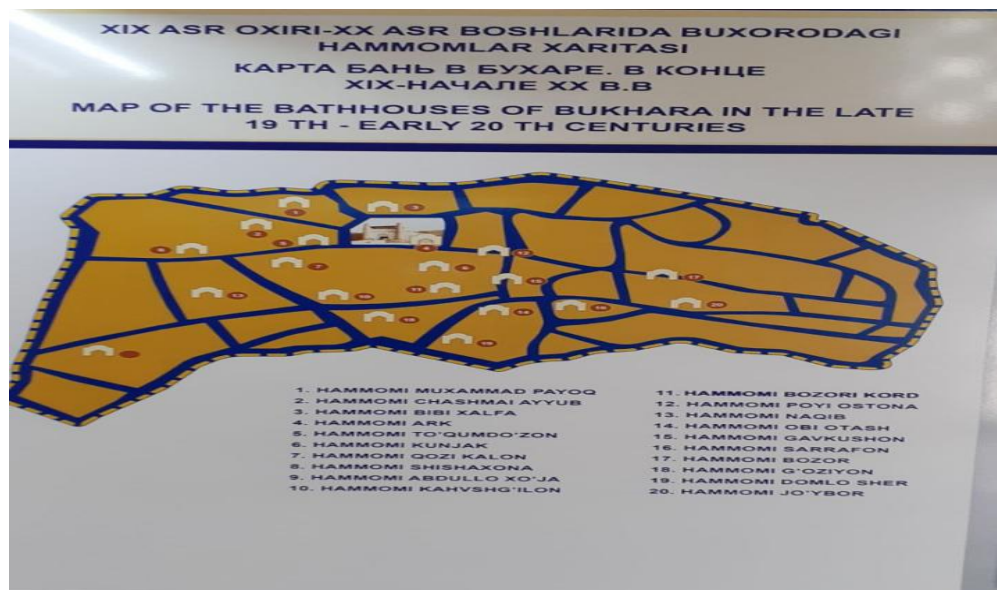 XIX ASR OXIRI-XX ASR BOSHLARIDA BUXORODAGI
HAMMOMLAR XARITASI
КАРТА БАНЬ В БУХАРЕ. В КОНЦЕ
XIX-НАЧАЛЕ XX В.В
MAP OF THE BATHHOUSES OF BUKHARA IN THE LATE
19 TH - EARLY 20 TH CENTURIES
1. HAMMOMI MUXAMMAD PAYOQ
2. HAMMOMI CHASHMAI AYYUB
3. HAMMOMI BIBI XALFA
4. HAMMOMI ARK
5. HAMMOMI TO'QUMDO'ZON
6. HAMMOMI KUNJAK
7. HAMMOMI QOZI KALON
8. HAMMOMI SHISHAXONA
9. HAMMOMI ABDULLO XO'JA
10. HAMMOMI KAHVSHG'ILON
11. HAMMOMI BOZORI KORD
12. HAMMOMI POYI OSTONA
13. HAMMOMI NAQIB
14. HAMMOMI OBI OTASH
15. HAMMOMI GAVKUSHON
16. HAMMOMI SARRAFON
17. HAMMOMI BOZOR
18. HAMMOMI G'OZIYON
19. HAMMOMI DOMLO SHER
20. HAMMOMI JO'YBOR